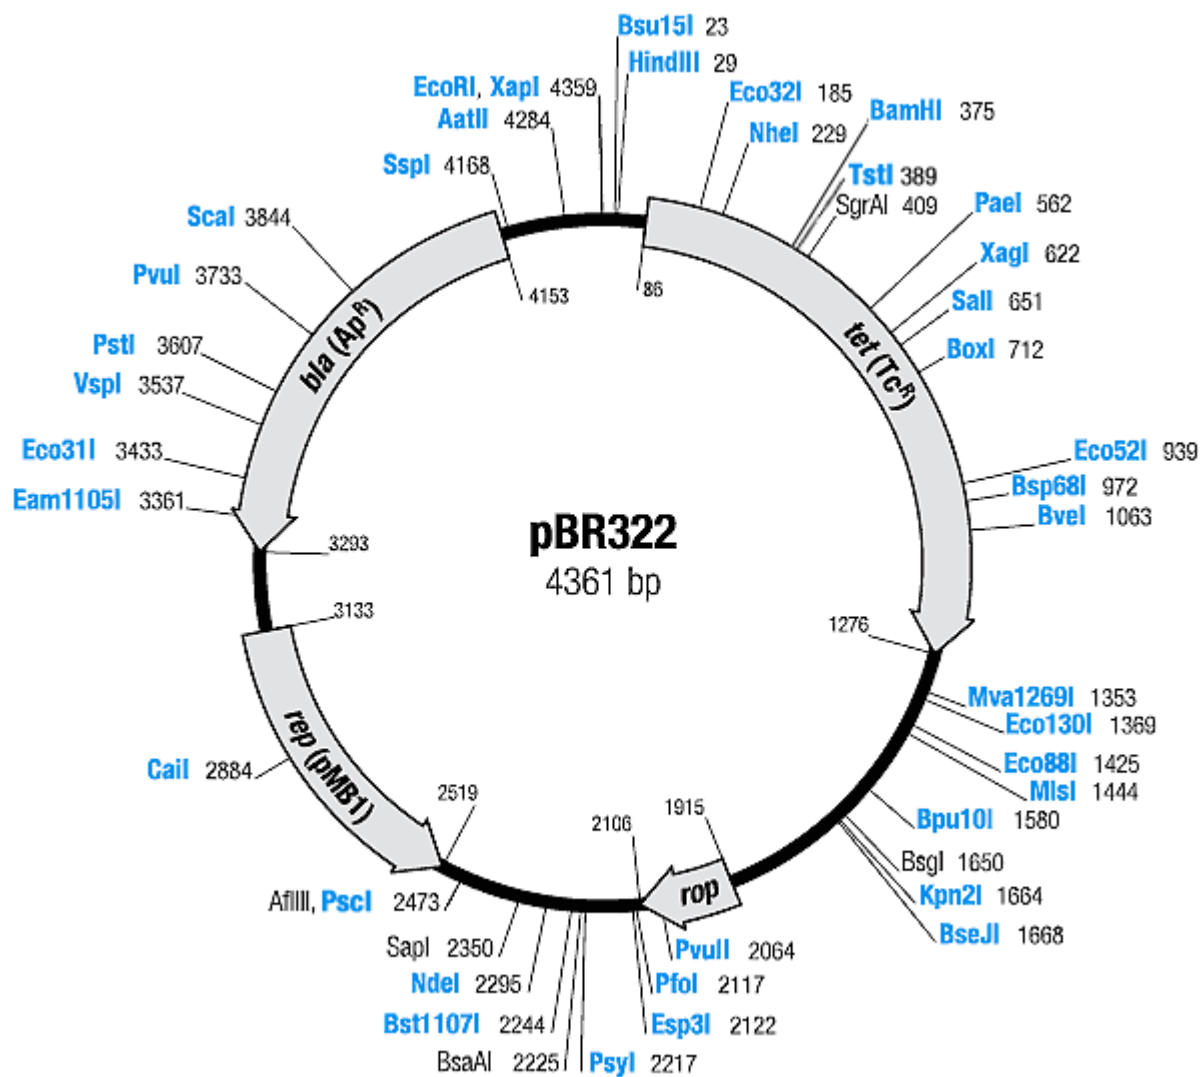 Bsu15I 23
HindIII 29
EcoRI, XapI 4359
AatII 4284
SspI 4168
Eco32I 185
NheI 229
BamHI 375
TstI 389
SgrAI 409
PaeI 562
XagI 622
SalI 651
BoxI 712
Eco52I 939
Bsp68I 972
BveI 1063
ScaI 3844
PvuI 3733
PstI 3607
VspI 3537
Eco31I 3433
Eam1105I 3361
4153
86
bla (ApR)
tet (TcR)
pBR322
4361 bp
3293
3133
1276
Mva1269I 1353
Eco130I 1369
Eco88I 1425
MlsI 1444
Bpu10I 1580
BsgI 1650
Kpn2I 1664
BseJI 1668
rep (pMB1)
CaiI 2884
2519
2106
1915
rop
AflIII, PscI 2473
SapI 2350
NdeI 2295
Bst1107I 2244
BsaAI 2225
PvuII 2064
PfoI 2117
Esp3I 2122
PsyI 2217